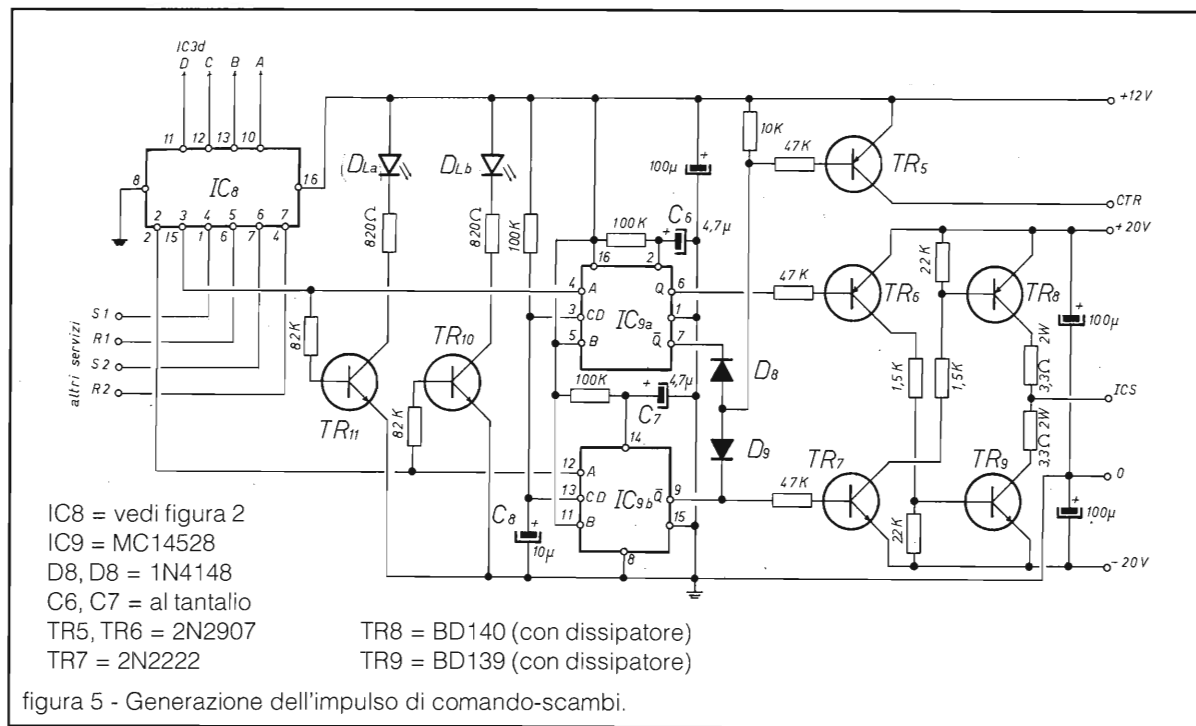 IC3d
D C B A
11 12 13 10
8 IC8 16
2 3 4 5 6 7
2 15 1 6 7 4
S1
R1
S2
R2
altri servizi
DLa
DLb
820Ω
820Ω
100K
82K
82K
TR11
TR10
100K
C6
+
4,7µ
100µ
+
16 2
4 A Q 6
3 CD 1
5 B Q̅ 7
IC9a
100K
+
4,7µ
C7
14
12 A
13 CD Q̅ 9
11 B 15
IC9b
8
C8
+
10µ
D8
D9
10K
47K
TR5
+12V
CTR
+20V
47K
TR6
22K
TR8
100µ
+
1,5K
1,5K
3,3Ω 2W
ICS
3,3Ω 2W
47K
TR7
TR9
22K
0
+
100µ
-20V
IC8 = vedi figura 2
IC9 = MC14528
D8, D8 = 1N4148
C6, C7 = al tantalio
TR5, TR6 = 2N2907
TR7 = 2N2222
TR8 = BD140 (con dissipatore)
TR9 = BD139 (con dissipatore)
figura 5 - Generazione dell'impulso di comando-scambi.